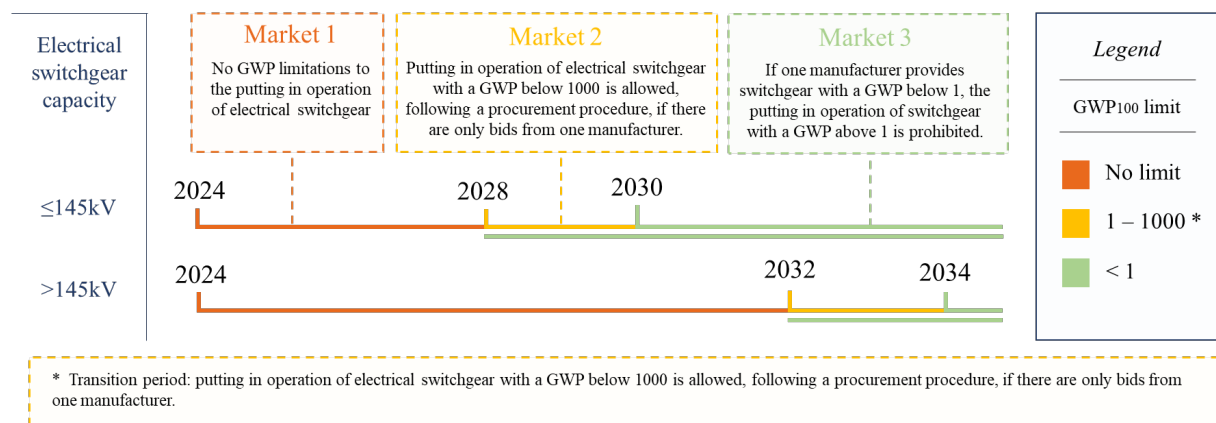 Electrical
switchgear
capacity
Market 1
No GWP limitations to
the putting in operation
of electrical switchgear
Market 2
Putting in operation of electrical switchgear
with a GWP below 1000 is allowed,
following a procurement procedure, if there
are only bids from one manufacturer.
Market 3
If one manufacturer provides
switchgear with a GWP below 1, the
putting in operation of switchgear
with a GWP above 1 is prohibited.
Legend
GWP100 limit
No limit
1 – 1000 *
< 1
≤145kV
2024
2028
2030
>145kV
2024
2032
2034
* Transition period: putting in operation of electrical switchgear with a GWP below 1000 is allowed, following a procurement procedure, if there are only bids from
one manufacturer.